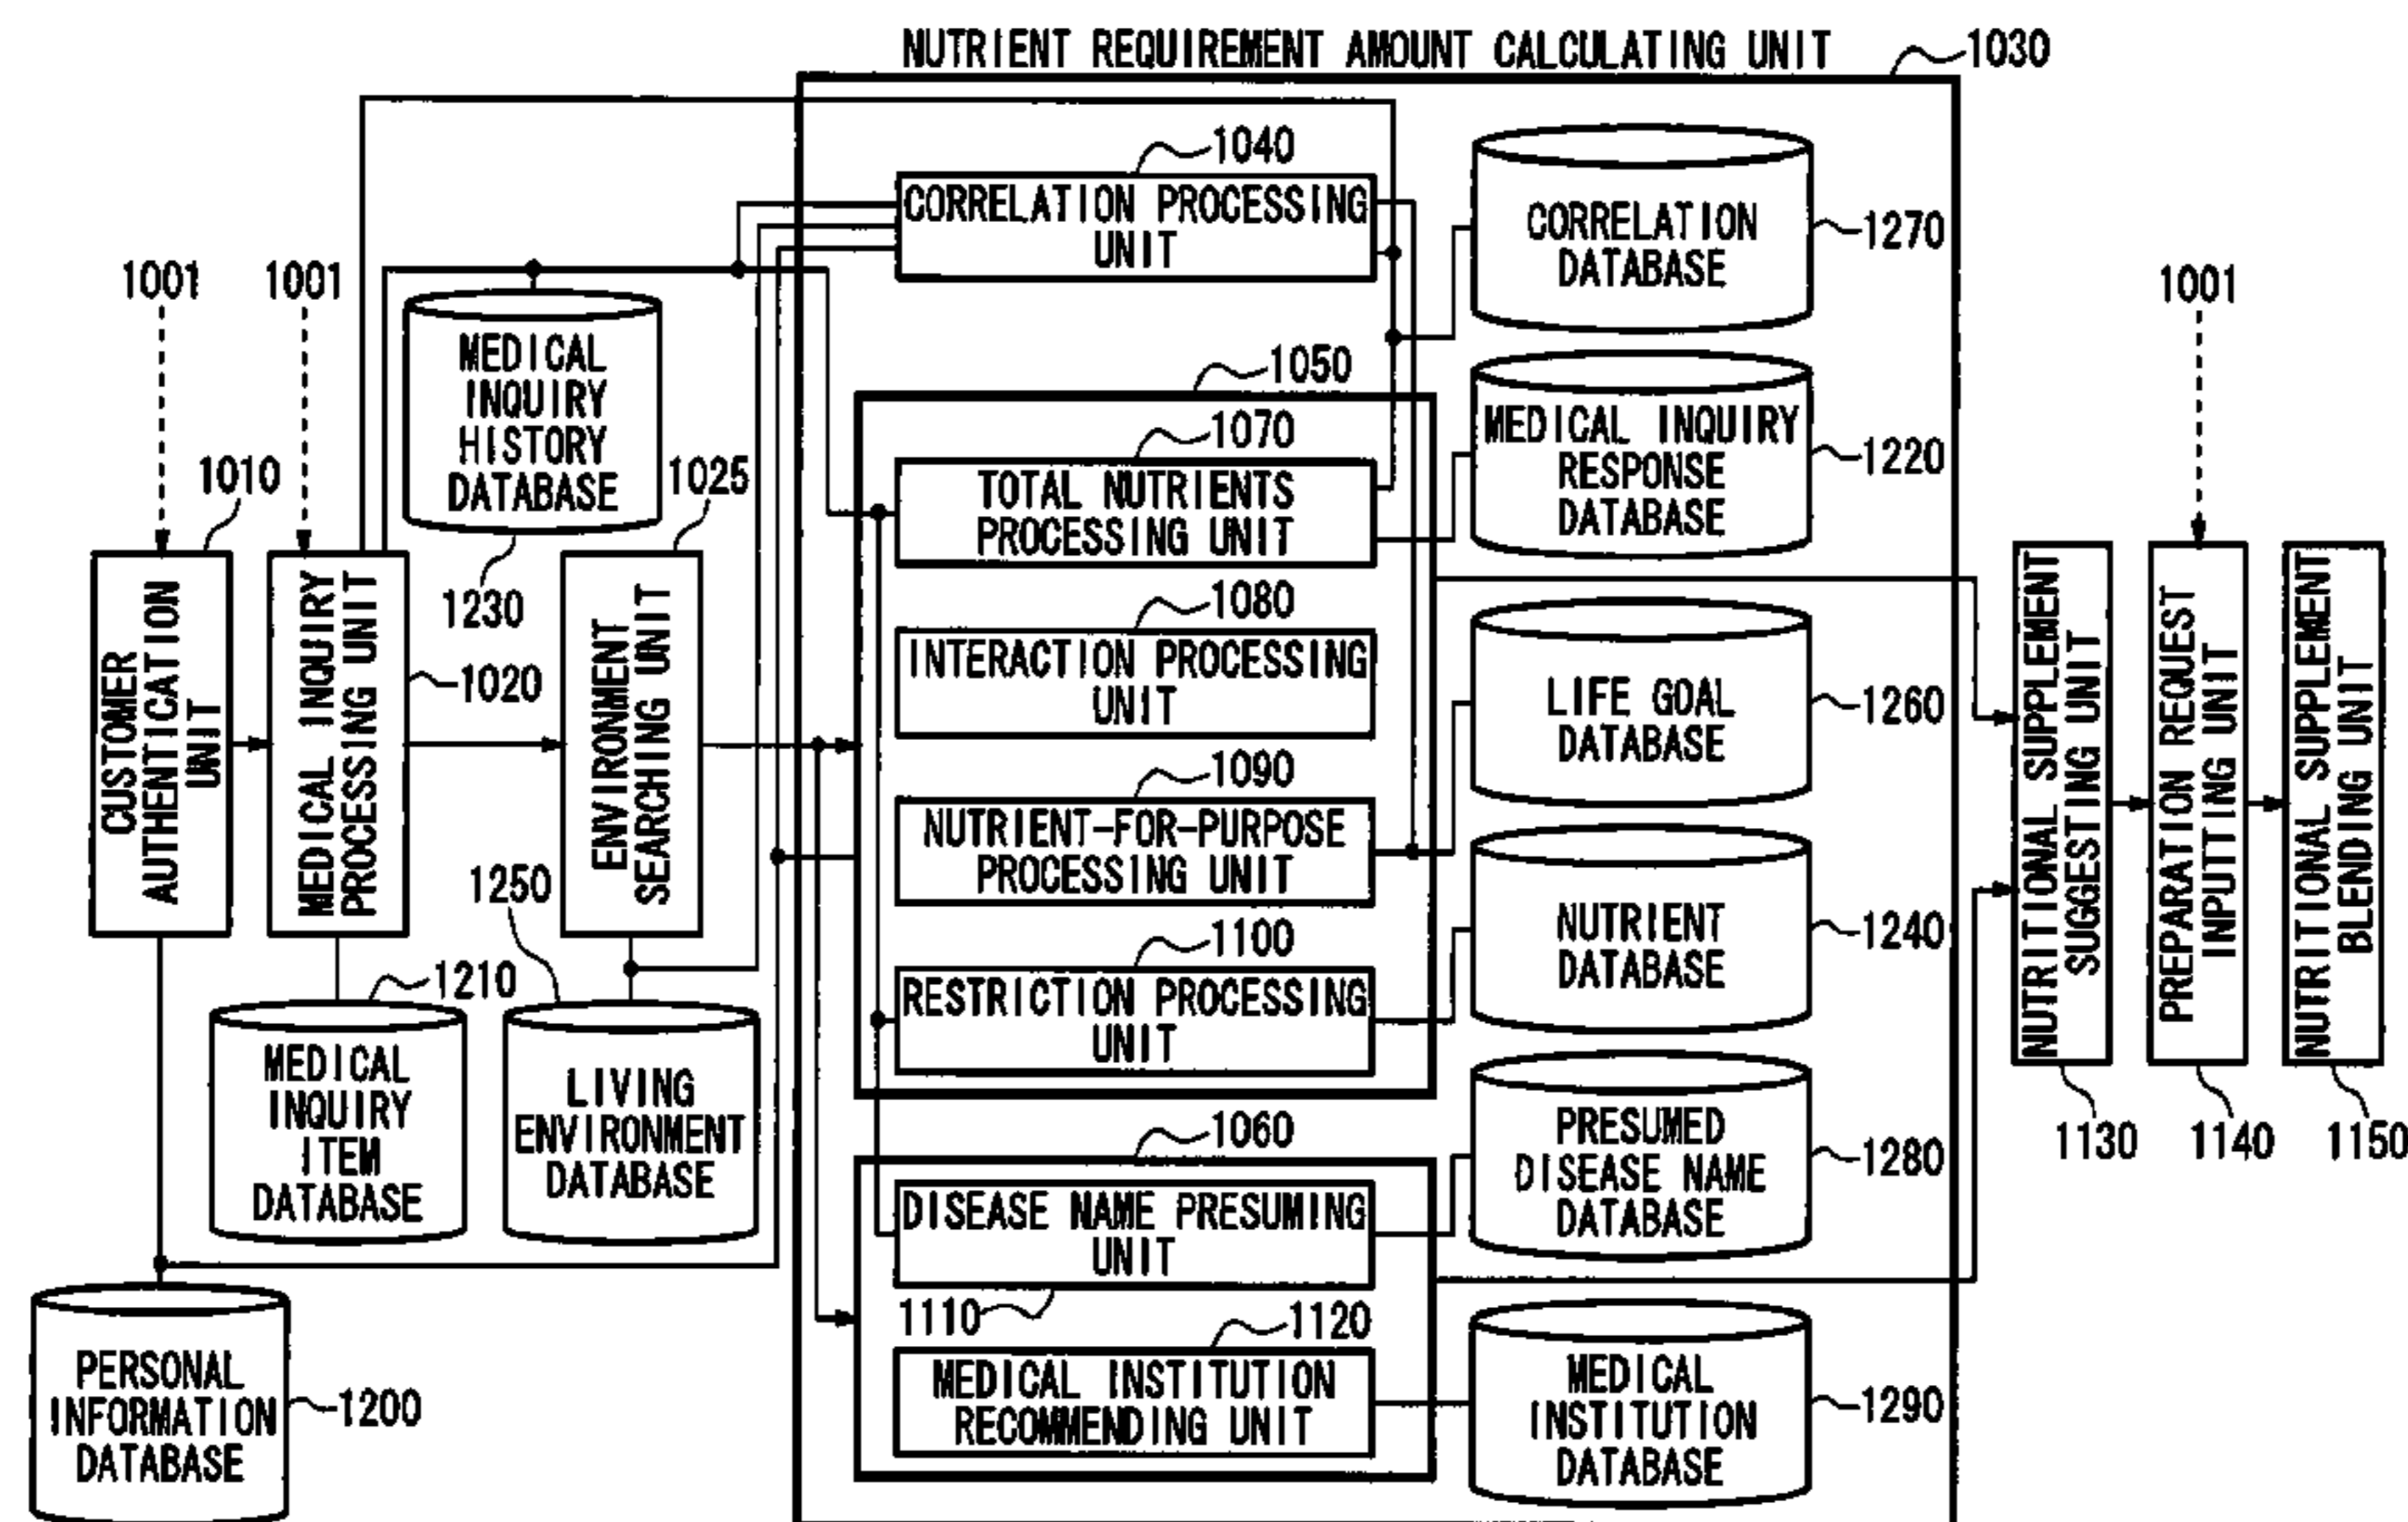 NUTRIENT REQUIREMENT AMOUNT CALCULATING UNIT
1030
1040
CORRELATION PROCESSING
UNIT
CORRELATION
DATABASE
1270
1001
1001
1001
MEDICAL
INQUIRY
HISTORY
DATABASE
1230
1050
1070
TOTAL NUTRIENTS
PROCESSING UNIT
MEDICAL INQUIRY
RESPONSE
DATABASE
1220
1010
CUSTOMER
AUTHENTICATION
UNIT
MEDICAL INQUIRY
PROCESSING UNIT
1020
1025
ENVIRONMENT
SEARCHING UNIT
1080
INTERACTION PROCESSING
UNIT
LIFE GOAL
DATABASE
1260
1090
NUTRIENT-FOR-PURPOSE
PROCESSING UNIT
NUTRIENT
DATABASE
1240
1100
RESTRICTION PROCESSING
UNIT
NUTRITIONAL SUPPLEMENT
SUGGESTING UNIT
1130
PREPARATION REQUEST
INPUTTING UNIT
1140
NUTRITIONAL SUPPLEMENT
BLENDING UNIT
1150
1210
MEDICAL
INQUIRY
ITEM
DATABASE
1250
LIVING
ENVIRONMENT
DATABASE
1060
DISEASE NAME PRESUMING
UNIT
1110
PRESUMED
DISEASE NAME
DATABASE
1280
1120
MEDICAL INSTITUTION
RECOMMENDING UNIT
MEDICAL
INSTITUTION
DATABASE
1290
PERSONAL
INFORMATION
DATABASE
1200